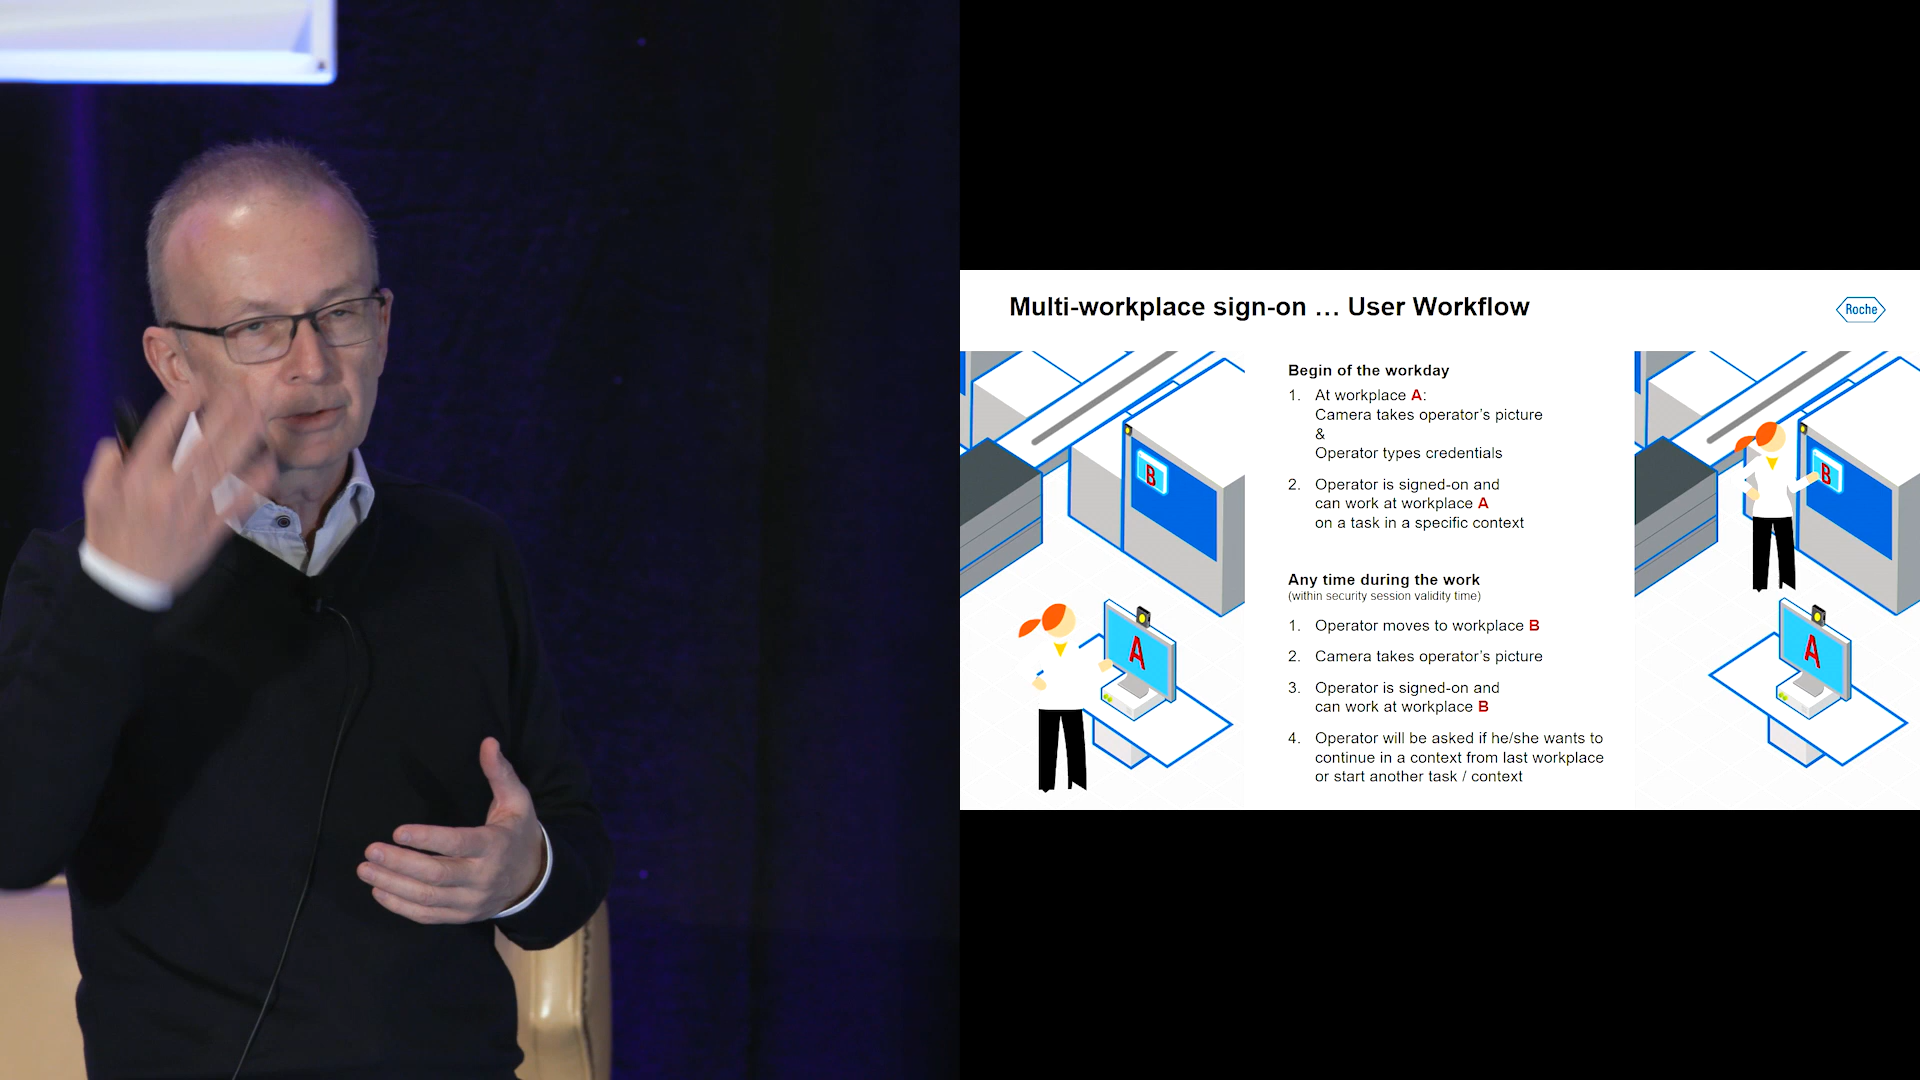 Multi-workplace sign-on … User Workflow
Roche
Begin of the workday
1. At workplace A:
Camera takes operator's picture
&
Operator types credentials
2. Operator is signed-on and
can work at workplace A
on a task in a specific context
Any time during the work
(within security session validity time)
1. Operator moves to workplace B
2. Camera takes operator's picture
3. Operator is signed-on and
can work at workplace B
4. Operator will be asked if he/she wants to
continue in a context from last workplace
or start another task / context
B
A
B
A